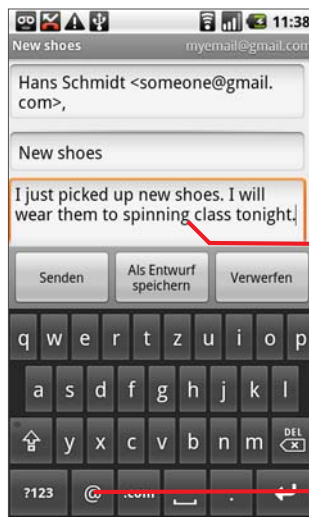 11:38
New shoes myemail@gmail.com
Hans Schmidt <someone@gmail.
com>,
New shoes
I just picked up new shoes. I will
wear them to spinning class tonight.
Senden Als Entwurf speichern Verwerfen
q w e r t z u i o p
a s d f g h j k l
y x c v b n m DEL
?123 @ .com .